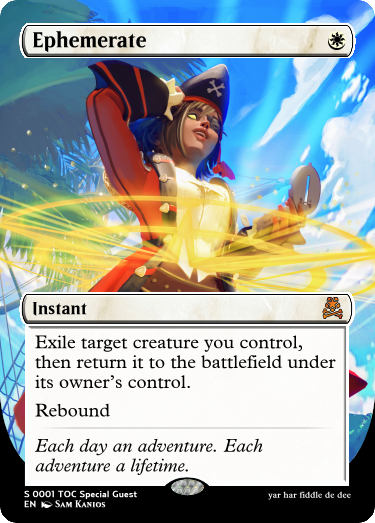 Ephemerate
Instant
Exile target creature you control,
then return it to the battlefield under
its owner's control.
Rebound
Each day an adventure. Each
adventure a lifetime.
S 0001 TOC Special Guest
EN Sam Kanios
yar har fiddle de dee